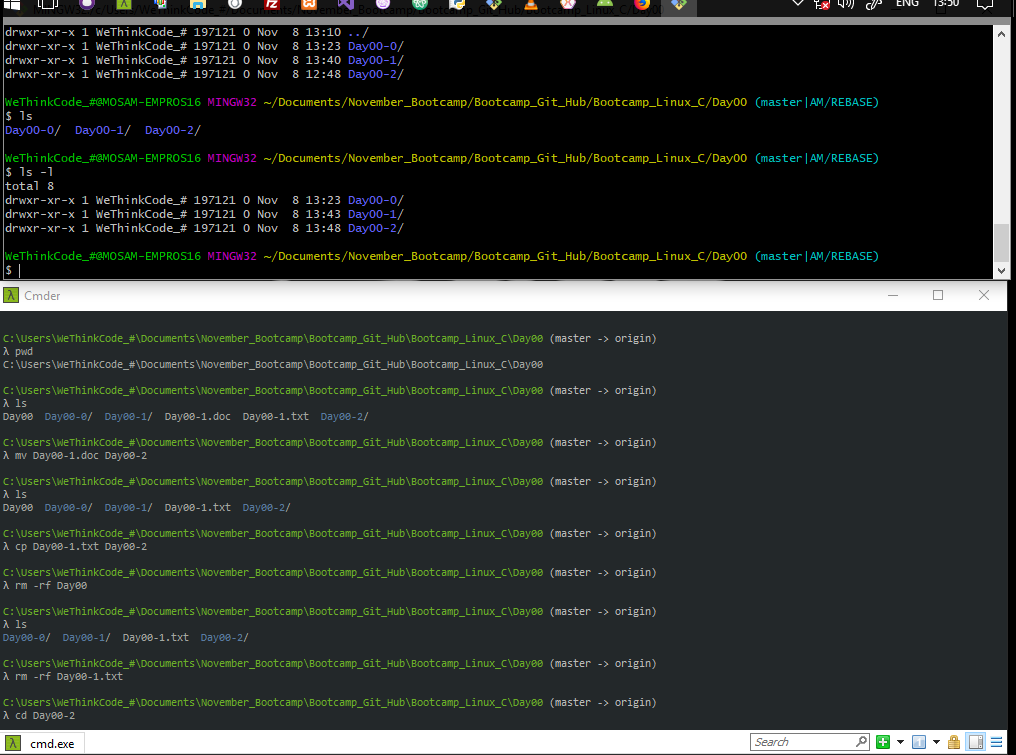 ENG 13:50
drwxr-xr-x 1 WeThinkCode_# 197121 0 Nov  8 13:10 ../
drwxr-xr-x 1 WeThinkCode_# 197121 0 Nov  8 13:23 Day00-0/
drwxr-xr-x 1 WeThinkCode_# 197121 0 Nov  8 13:40 Day00-1/
drwxr-xr-x 1 WeThinkCode_# 197121 0 Nov  8 12:48 Day00-2/
WeThinkCode_#@MOSAM-EMPROS16 MINGW32 ~/Documents/November_Bootcamp/Bootcamp_Git_Hub/Bootcamp_Linux_C/Day00 (master|AM/REBASE)
$ ls
Day00-0/  Day00-1/  Day00-2/
WeThinkCode_#@MOSAM-EMPROS16 MINGW32 ~/Documents/November_Bootcamp/Bootcamp_Git_Hub/Bootcamp_Linux_C/Day00 (master|AM/REBASE)
$ ls -l
total 8
drwxr-xr-x 1 WeThinkCode_# 197121 0 Nov  8 13:23 Day00-0/
drwxr-xr-x 1 WeThinkCode_# 197121 0 Nov  8 13:43 Day00-1/
drwxr-xr-x 1 WeThinkCode_# 197121 0 Nov  8 13:48 Day00-2/
WeThinkCode_#@MOSAM-EMPROS16 MINGW32 ~/Documents/November_Bootcamp/Bootcamp_Git_Hub/Bootcamp_Linux_C/Day00 (master|AM/REBASE)
$
λ Cmder
C:\Users\WeThinkCode_#\Documents\November_Bootcamp\Bootcamp_Git_Hub\Bootcamp_Linux_C\Day00 (master -> origin)
λ pwd
C:\Users\WeThinkCode_#\Documents\November_Bootcamp\Bootcamp_Git_Hub\Bootcamp_Linux_C\Day00
C:\Users\WeThinkCode_#\Documents\November_Bootcamp\Bootcamp_Git_Hub\Bootcamp_Linux_C\Day00 (master -> origin)
λ ls
Day00  Day00-0/  Day00-1/  Day00-1.doc  Day00-1.txt  Day00-2/
C:\Users\WeThinkCode_#\Documents\November_Bootcamp\Bootcamp_Git_Hub\Bootcamp_Linux_C\Day00 (master -> origin)
λ mv Day00-1.doc Day00-2
C:\Users\WeThinkCode_#\Documents\November_Bootcamp\Bootcamp_Git_Hub\Bootcamp_Linux_C\Day00 (master -> origin)
λ ls
Day00  Day00-0/  Day00-1/  Day00-1.txt  Day00-2/
C:\Users\WeThinkCode_#\Documents\November_Bootcamp\Bootcamp_Git_Hub\Bootcamp_Linux_C\Day00 (master -> origin)
λ cp Day00-1.txt Day00-2
C:\Users\WeThinkCode_#\Documents\November_Bootcamp\Bootcamp_Git_Hub\Bootcamp_Linux_C\Day00 (master -> origin)
λ rm -rf Day00
C:\Users\WeThinkCode_#\Documents\November_Bootcamp\Bootcamp_Git_Hub\Bootcamp_Linux_C\Day00 (master -> origin)
λ ls
Day00-0/  Day00-1/  Day00-1.txt  Day00-2/
C:\Users\WeThinkCode_#\Documents\November_Bootcamp\Bootcamp_Git_Hub\Bootcamp_Linux_C\Day00 (master -> origin)
λ rm -rf Day00-1.txt
C:\Users\WeThinkCode_#\Documents\November_Bootcamp\Bootcamp_Git_Hub\Bootcamp_Linux_C\Day00 (master -> origin)
λ cd Day00-2
λ cmd.exe
Search